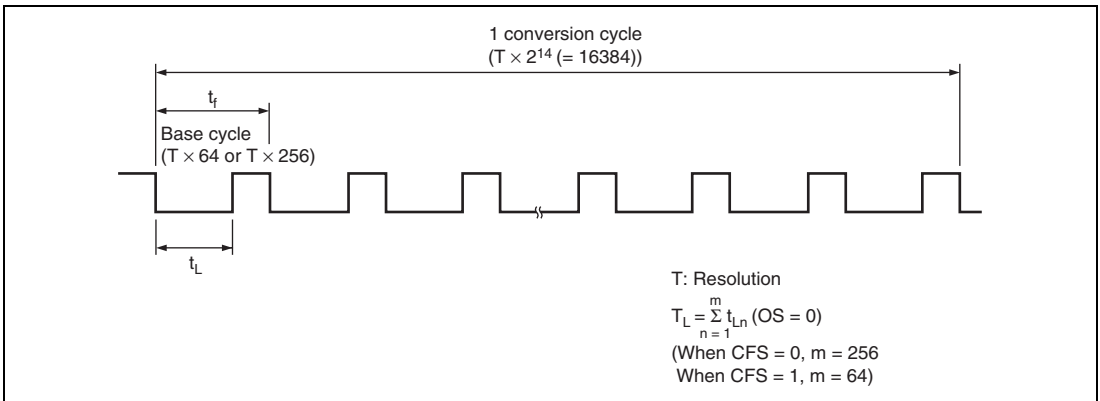 1 conversion cycle
(T × 2¹⁴ (= 16384))
t_f
Base cycle
(T × 64 or T × 256)
t_L
T: Resolution
m
T_L = Σ t_Ln (OS = 0)
n = 1
(When CFS = 0, m = 256
When CFS = 1, m = 64)